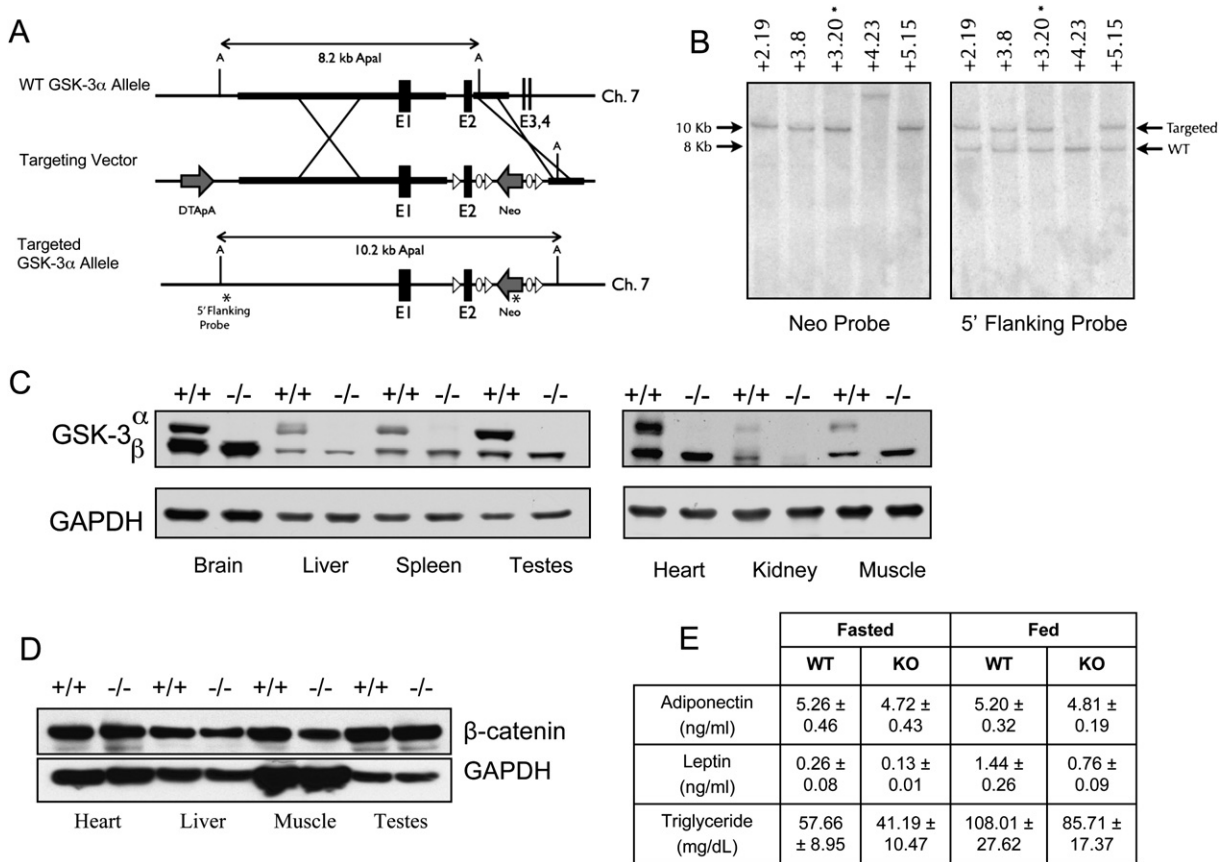 A
8.2 kb ApaI
A
A
WT GSK-3α Allele
Ch. 7
E1
E2
E3,4
Targeting Vector
A
DTApA
E1
E2
Neo
Targeted
GSK-3α Allele
10.2 kb ApaI
A
A
Ch. 7
*
5' Flanking
Probe
E1
E2
*
Neo
B
+2.19
+3.8
+3.20 *
+4.23
+5.15
+2.19
+3.8
+3.20 *
+4.23
+5.15
10 Kb
8 Kb
Targeted
WT
Neo Probe
5' Flanking Probe
C
+/+ -/- +/+ -/- +/+ -/- +/+ -/-
+/+ -/- +/+ -/- +/+ -/-
GSK-3 α
β
GAPDH
Brain Liver Spleen Testes
Heart Kidney Muscle
D
+/+ -/- +/+ -/- +/+ -/- +/+ -/-
β-catenin
GAPDH
Heart Liver Muscle Testes
E
Fasted Fed
WT KO WT KO
Adiponectin (ng/ml) 5.26 ± 0.46 4.72 ± 0.43 5.20 ± 0.32 4.81 ± 0.19
Leptin (ng/ml) 0.26 ± 0.08 0.13 ± 0.01 1.44 ± 0.26 0.76 ± 0.09
Triglyceride (mg/dL) 57.66 ± 8.95 41.19 ± 10.47 108.01 ± 27.62 85.71 ± 17.37